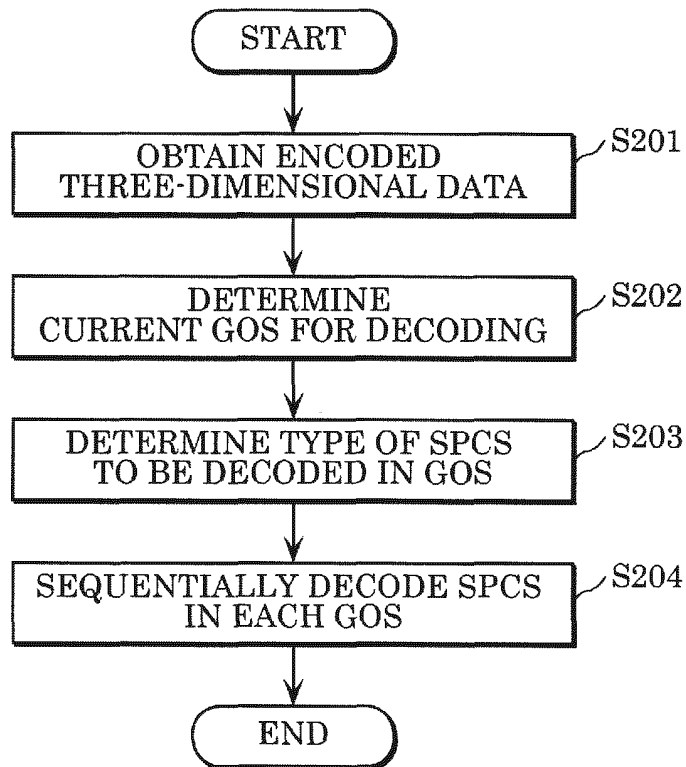 START
OBTAIN ENCODED
THREE-DIMENSIONAL DATA
S201
DETERMINE
CURRENT GOS FOR DECODING
S202
DETERMINE TYPE OF SPCS
TO BE DECODED IN GOS
S203
SEQUENTIALLY DECODE SPCS
IN EACH GOS
S204
END